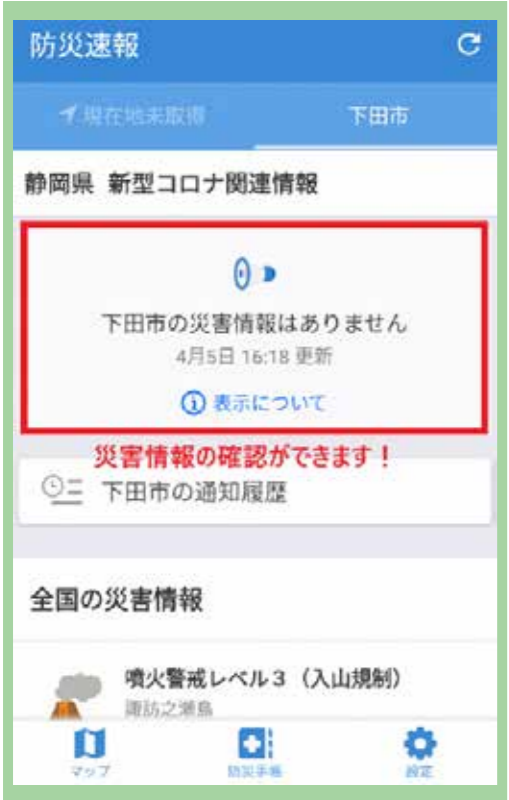 防災速報
現在地未取得
下田市
静岡県 新型コロナ関連情報
下田市の災害情報はありません
4月5日 16:18 更新
表示について
災害情報の確認ができます！
下田市の通知履歴
全国の災害情報
噴火警戒レベル3（入山規制）
諏訪之瀬島
マップ
防災手帳
設定